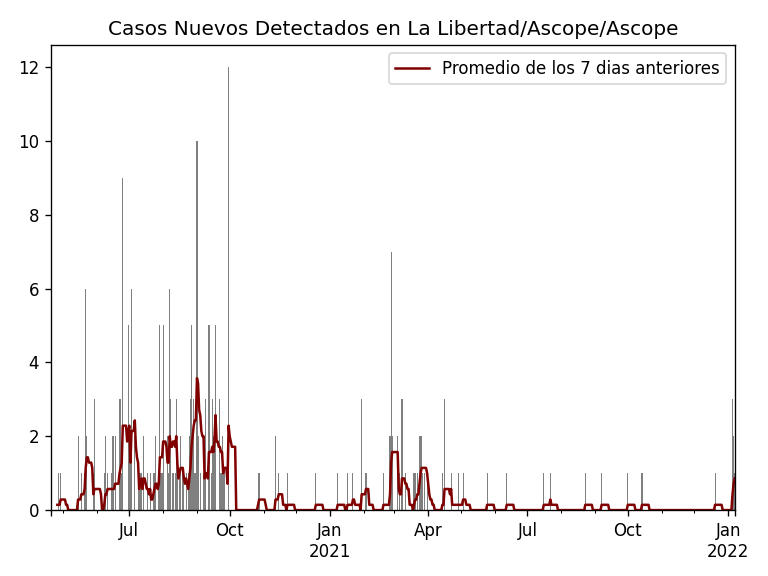 Casos Nuevos Detectados en La Libertad/Ascope/Ascope
Promedio de los 7 dias anteriores
12
10
8
6
4
2
0
Jul
Oct
Jan
2021
Apr
Jul
Oct
Jan
2022